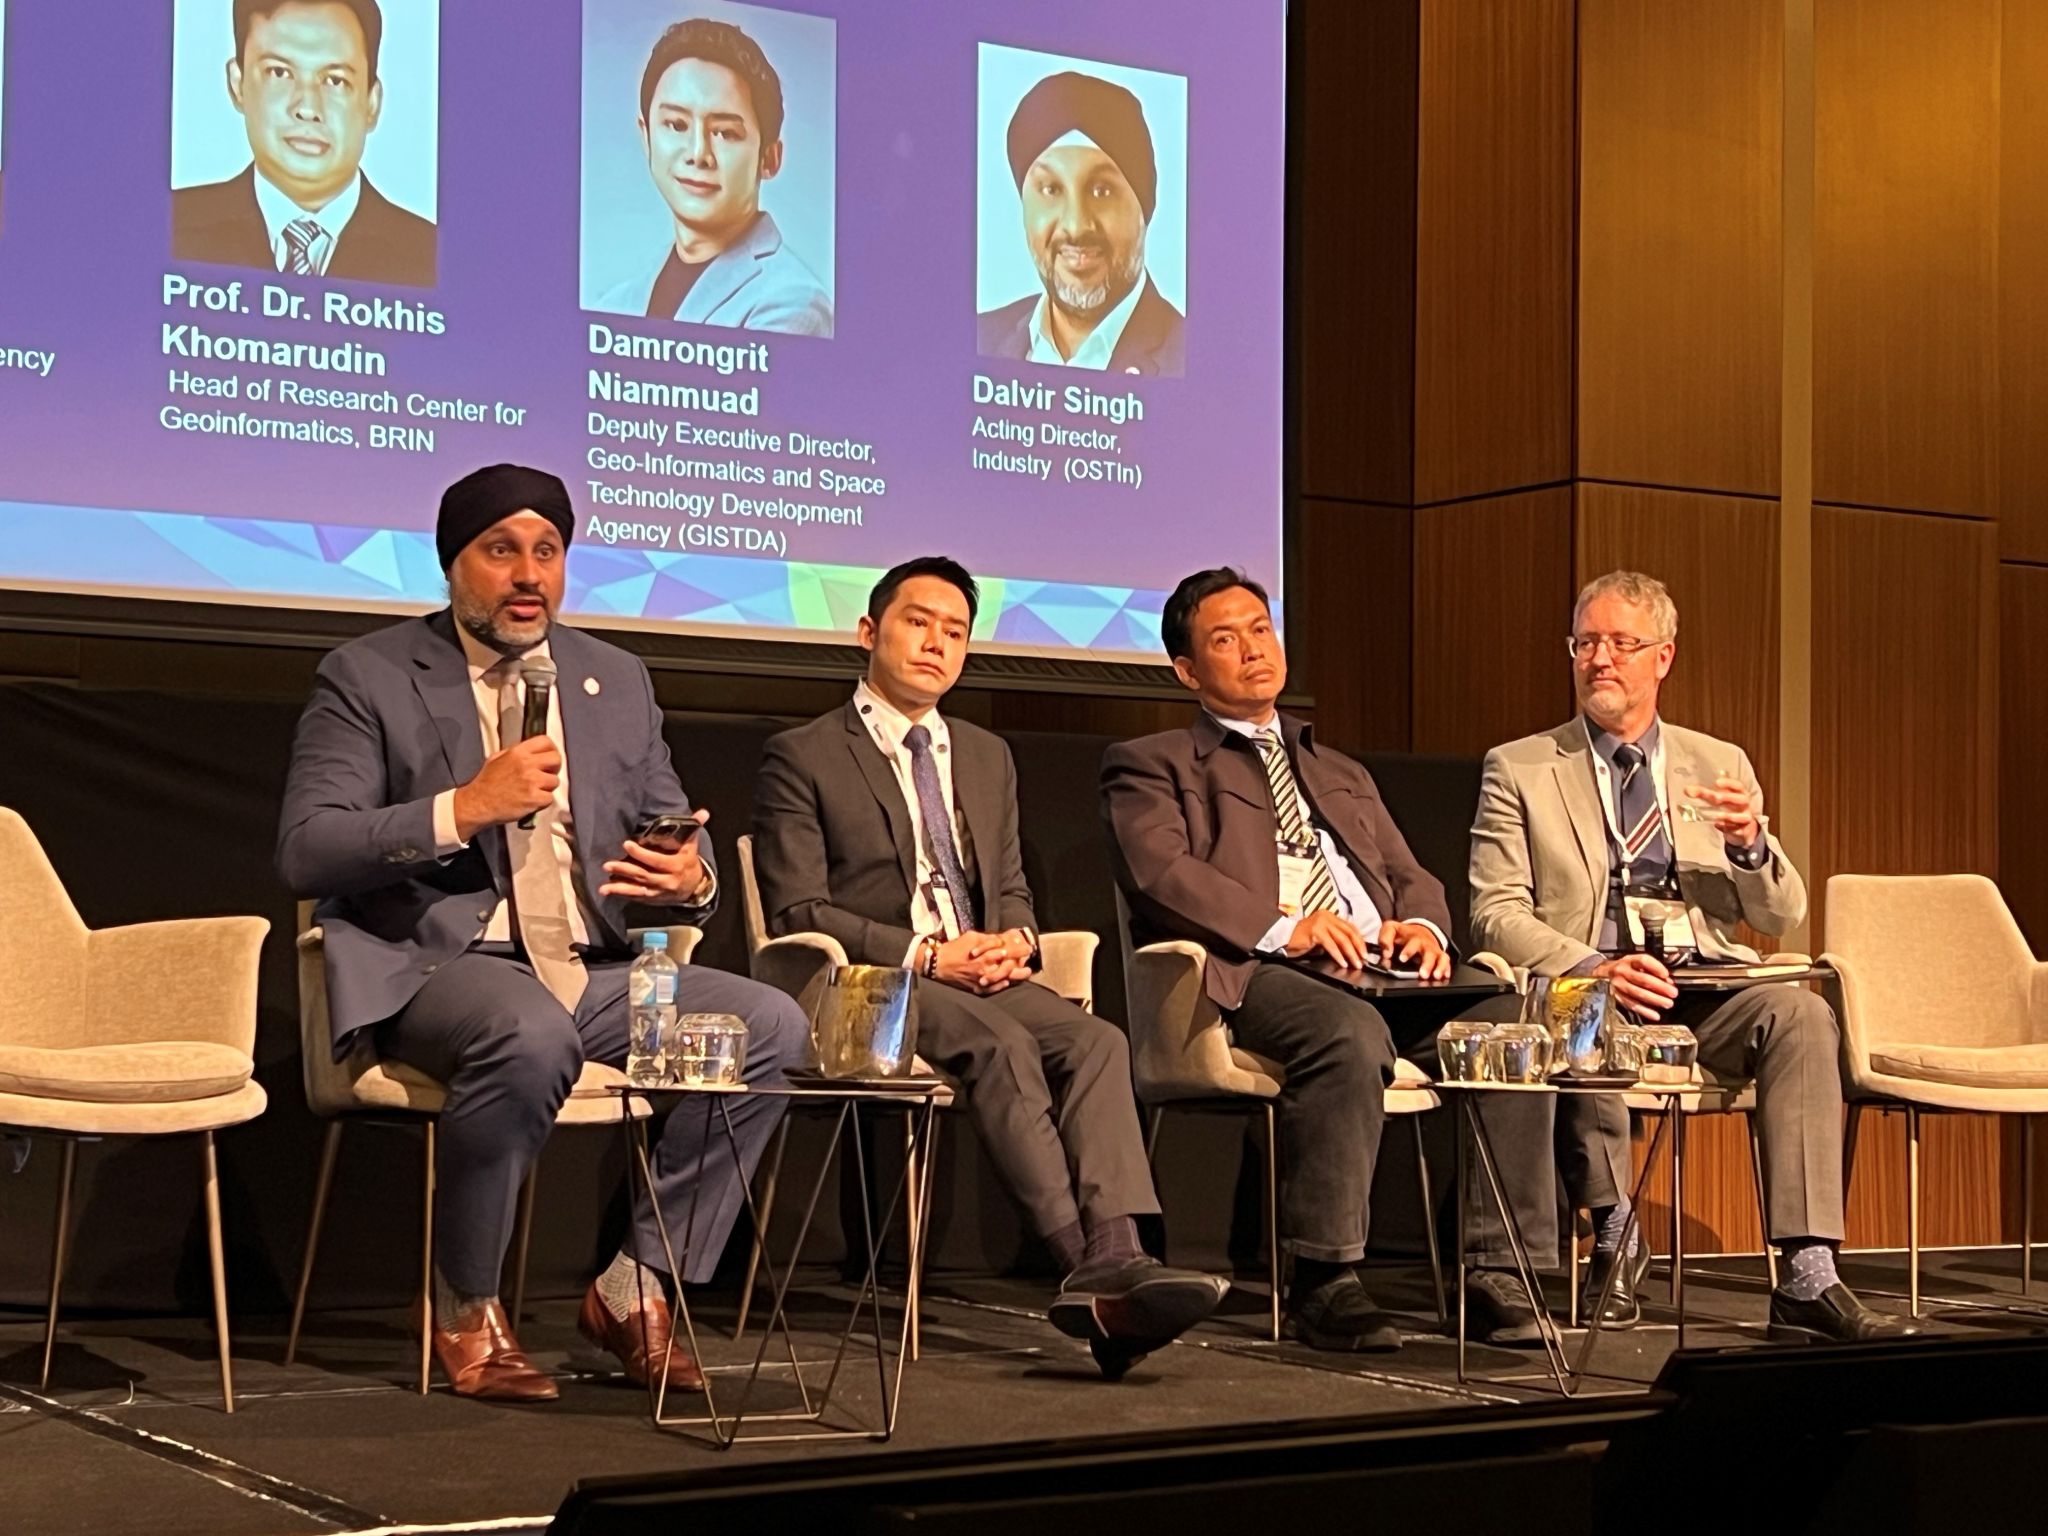 ency
Prof. Dr. Rokhis
Khomarudin
Head of Research Center for
Geoinformatics, BRIN
Damrongrit
Niammuad
Deputy Executive Director,
Geo-Informatics and Space
Technology Development
Agency (GISTDA)
Dalvir Singh
Acting Director,
Industry (OSTIn)